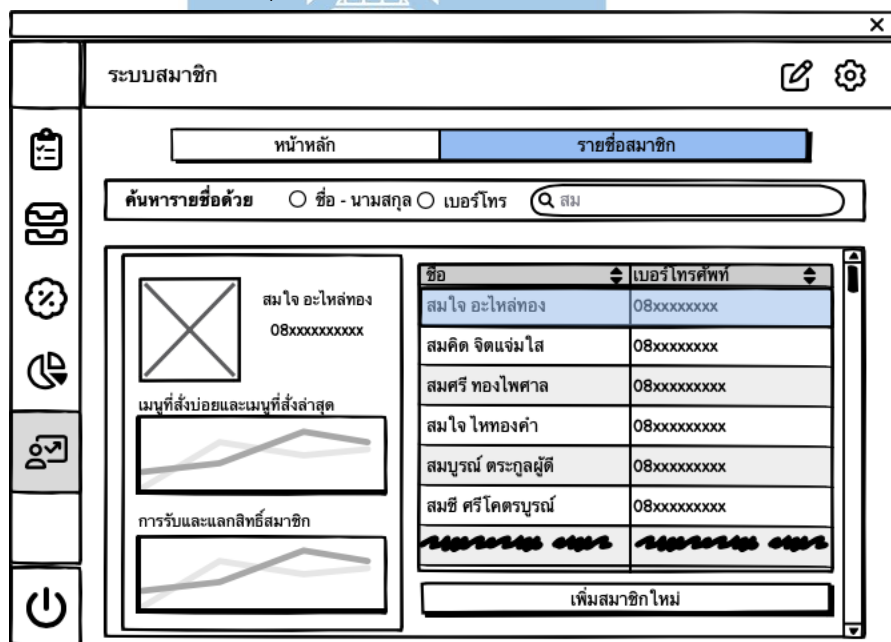 ระบบสมาชิก
หน้าหลัก รายชื่อสมาชิก
ค้นหารายชื่อด้วย ชื่อ - นามสกุล เบอร์โทร สม
สมใจ อะไหล่ทอง
08xxxxxxxxxx
เมนูที่สั่งบ่อยและเมนูที่สั่งล่าสุด
การรับและแลกสิทธิ์สมาชิก
ชื่อ เบอร์โทรศัพท์
สมใจ อะไหล่ทอง 08xxxxxxxx
สมคิด จิตแจ่มใส 08xxxxxxxx
สมศรี ทองไพศาล 08xxxxxxxxx
สมใจ ไหทองคำ 08xxxxxxxxx
สมบูรณ์ ตระกูลผู้ดี 08xxxxxxxxx
สมชี ศรีโคตรบูรณ์ 08xxxxxxxxx
เพิ่มสมาชิกใหม่